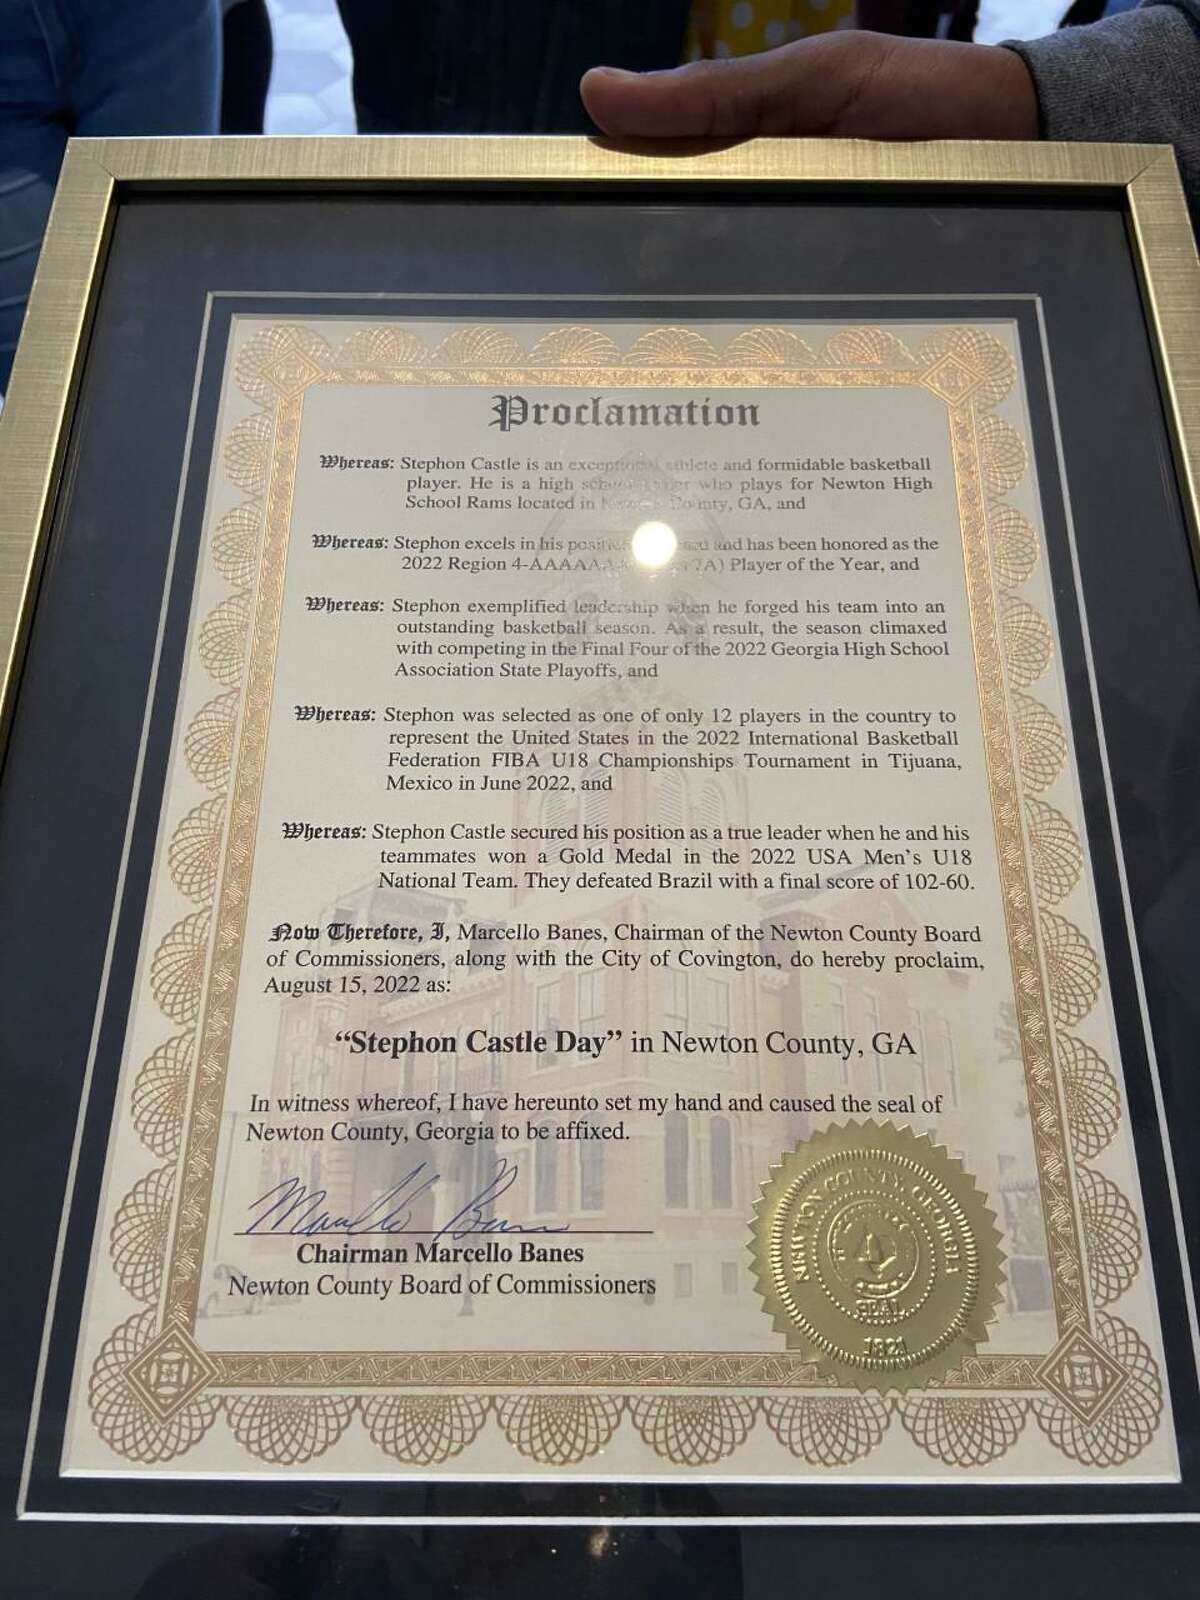 Proclamation
Whereas: Stephon Castle is an exceptional athlete and formidable basketball
player. He is a high school who plays for Newton High
School Rams located in Newton County, GA, and
Whereas: Stephon excels in his and has been honored as the
2022 Region Player of the Year, and
Whereas: Stephon exemplified leadership when he forged his team into an
outstanding basketball season. As a result, the season climaxed
with competing in the Final Four of the 2022 Georgia High School
Association State Playoffs, and
Whereas: Stephon was selected as one of only 12 players in the country to
represent the United States in the 2022 International Basketball
Federation FIBA U18 Championships Tournament in Tijuana,
Mexico in June 2022, and
Whereas: Stephon Castle secured his position as a true leader when he and his
teammates won a Gold Medal in the 2022 USA Men's U18
National Team. They defeated Brazil with a final score of 102-60.
Now Therefore, I, Marcello Banes, Chairman of the Newton County Board
of Commissioners, along with the City of Covington, do hereby proclaim,
August 15, 2022 as:
“Stephon Castle Day” in Newton County, GA
In witness whereof, I have hereunto set my hand and caused the seal of
Newton County, Georgia to be affixed.
Marcello Banes
Chairman Marcello Banes
Newton County Board of Commissioners
NEWTON COUNTY, GEORGIA
SEAL
1821